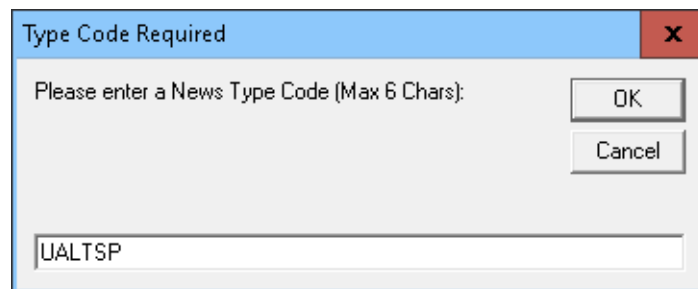 Type Code Required
x
Please enter a News Type Code (Max 6 Chars):
OK
Cancel
UALTSP